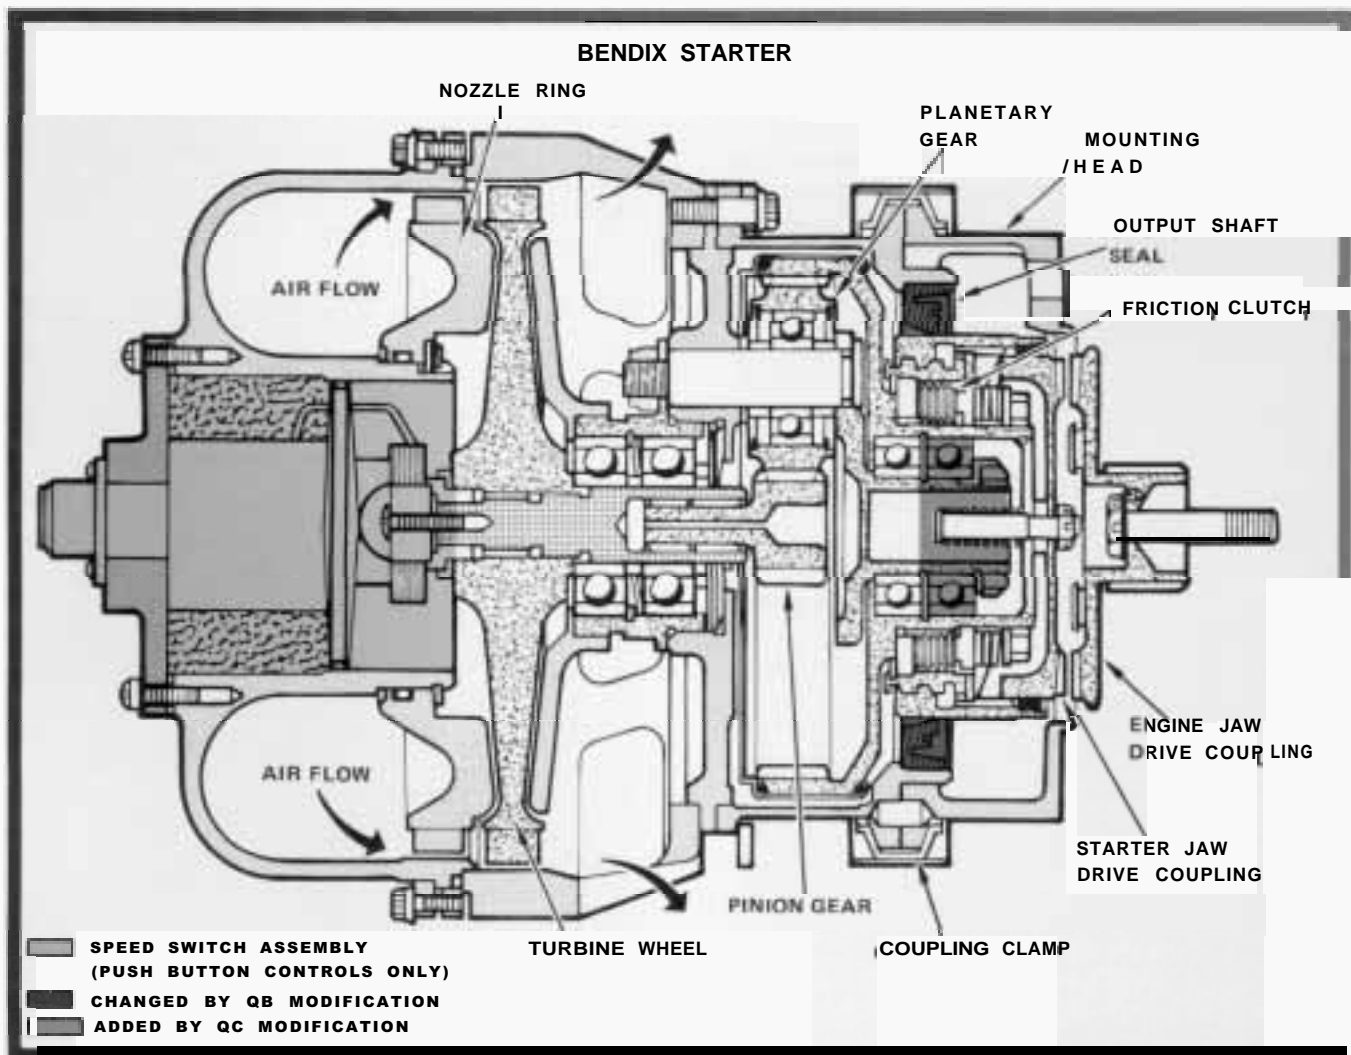 BENDIX STARTER
NOZZLE RING
PLANETARY
GEAR
MOUNTING
HEAD
OUTPUT SHAFT
SEAL
AIR FLOW
FRICTION CLUTCH
ENGINE JAW
DRIVE COUPLING
AIR FLOW
STARTER JAW
DRIVE COUPLING
PINION GEAR
TURBINE WHEEL
COUPLING CLAMP
SPEED SWITCH ASSEMBLY
(PUSH BUTTON CONTROLS ONLY)
CHANGED BY QB MODIFICATION
ADDED BY QC MODIFICATION